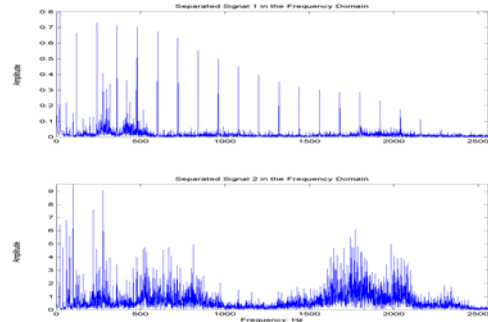 Separated Signal 1 in the Frequency Domain
0.8
0.7
0.6
0.5
0.4
0.3
0.2
0.1
0
Amplitude
0 500 1000 1500 2000 2500
Separated Signal 2 in the Frequency Domain
9
8
7
6
5
4
3
2
1
0
Amplitude
0 500 1000 1500 2000 2500
Frequency, Hz